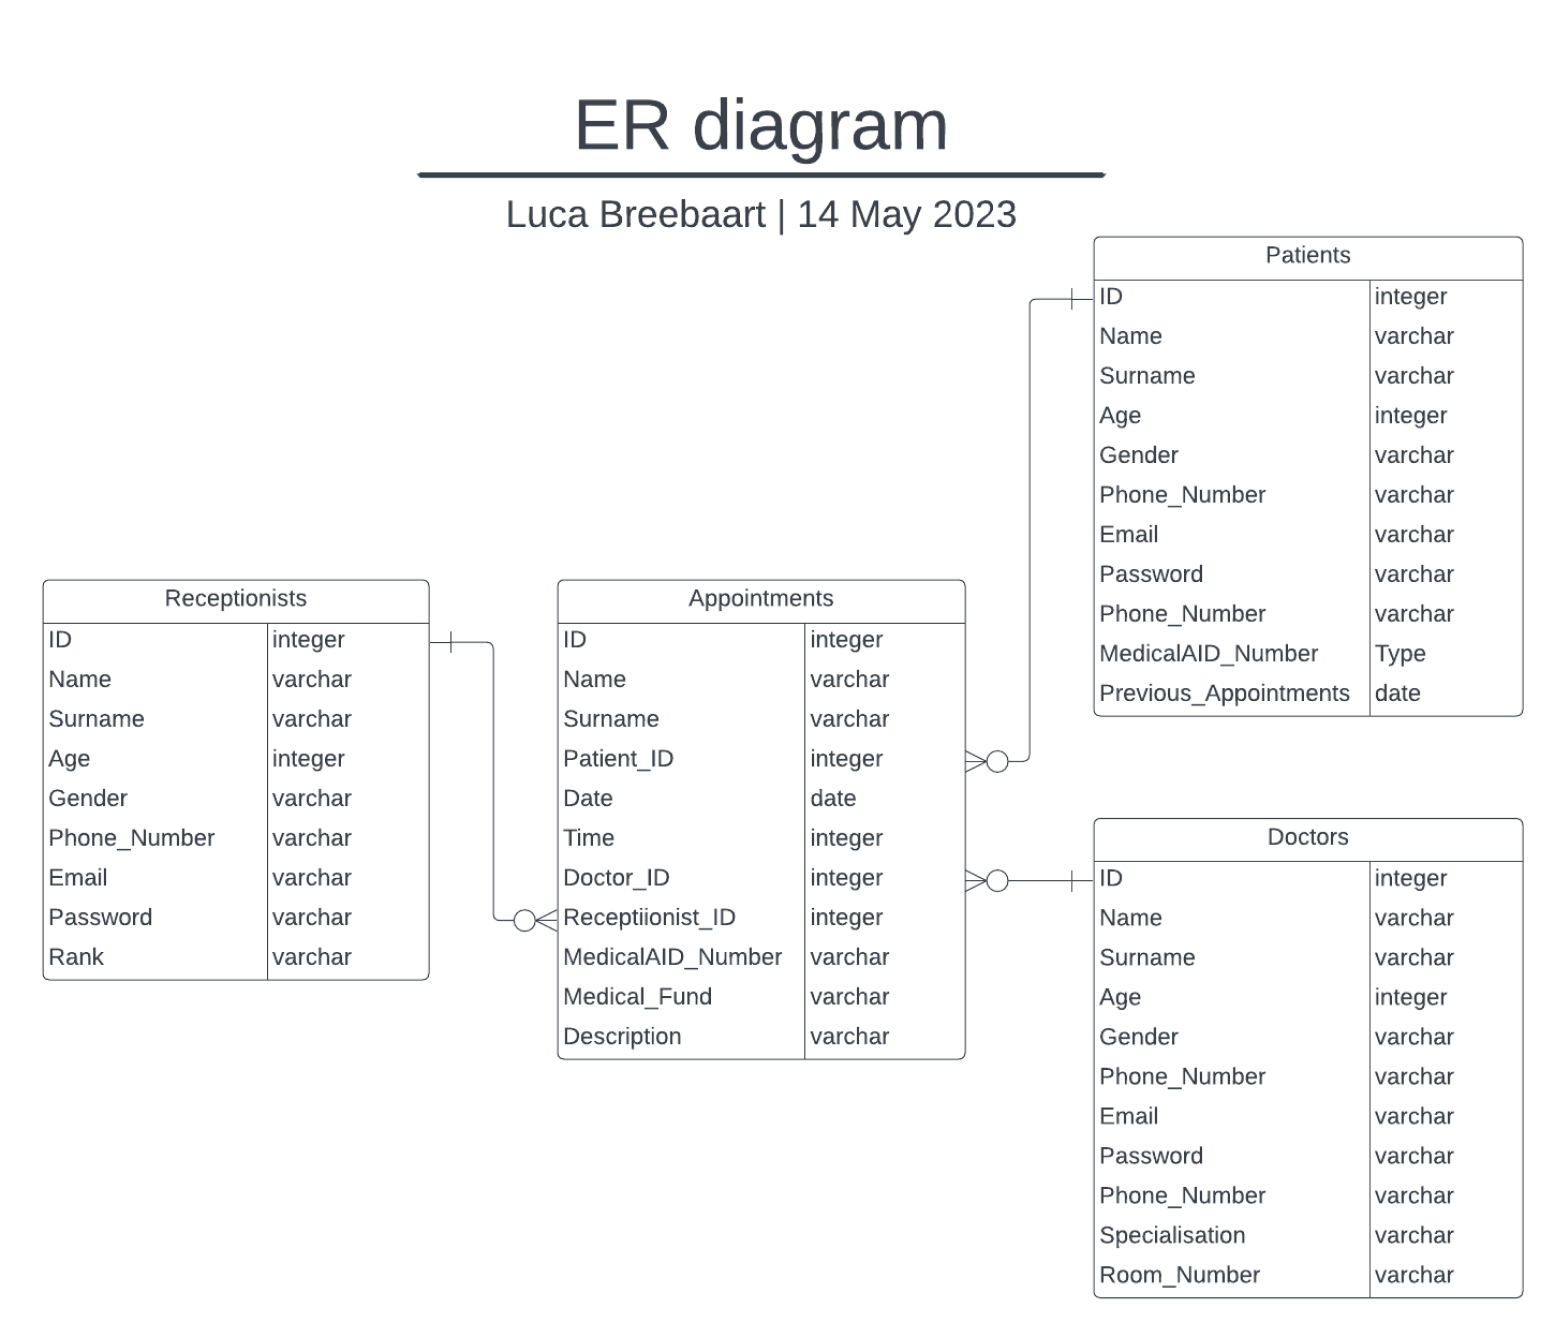 ER diagram
Luca Breebaart | 14 May 2023
Patients
ID integer
Name varchar
Surname varchar
Age integer
Gender varchar
Phone_Number varchar
Email varchar
Password varchar
Phone_Number varchar
MedicalAID_Number Type
Previous_Appointments date
Receptionists
ID integer
Name varchar
Surname varchar
Age integer
Gender varchar
Phone_Number varchar
Email varchar
Password varchar
Rank varchar
Appointments
ID integer
Name varchar
Surname varchar
Patient_ID integer
Date date
Time integer
Doctor_ID integer
Receptiionist_ID integer
MedicalAID_Number varchar
Medical_Fund varchar
Description varchar
Doctors
ID integer
Name varchar
Surname varchar
Age integer
Gender varchar
Phone_Number varchar
Email varchar
Password varchar
Phone_Number varchar
Specialisation varchar
Room_Number varchar